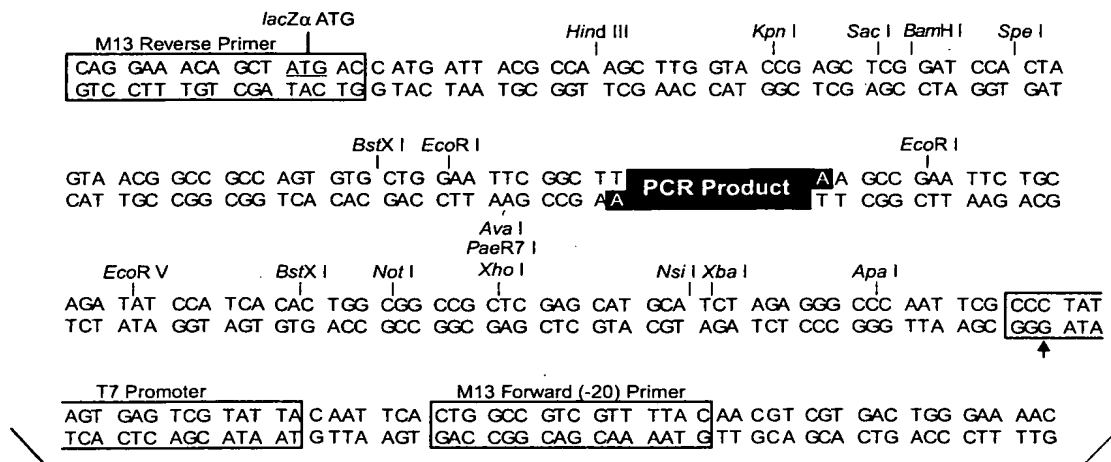 lacZα ATG
M13 Reverse Primer Hind III Kpn I Sac I BamH I Spe I
CAG GAA ACA GCT ATG AC C ATG ATT ACG CCA AGC TTG GTA CCG AGC TCG GAT CCA CTA
GTC CTT TGT CGA TAC TG G TAC TAA TGC GGT TCG AAC CAT GGC TCG AGC CTA GGT GAT
BstX I EcoR I EcoR I
GTA ACG GCC GCC AGT GTG CTG GAA TTC GGC TT PCR Product A A GCC GAA TTC TGC
CAT TGC CGG CGG TCA CAC GAC CTT AAG CCG A A T T CGG CTT AAG ACG
Ava I
PaeR7 I
EcoR V BstX I Not I Xho I Nsi I Xba I Apa I
AGA TAT CCA TCA CAC TGG CGG CCG CTC GAG CAT GCA TCT AGA GGG CCC AAT TCG CCC TAT
TCT ATA GGT AGT GTG ACC GCC GGC GAG CTC GTA CGT AGA TCT CCC GGG TTA AGC GGG ATA
T7 Promoter M13 Forward (-20) Primer
AGT GAG TCG TAT TA C AAT TCA CTG GCC GTC GTT TTA C AA CGT CGT GAC TGG GAA AAC
TCA CTC AGC ATA AT G TTA AGT GAC CGG CAG CAA AAT G TT GCA GCA CTG ACC CTT TTG